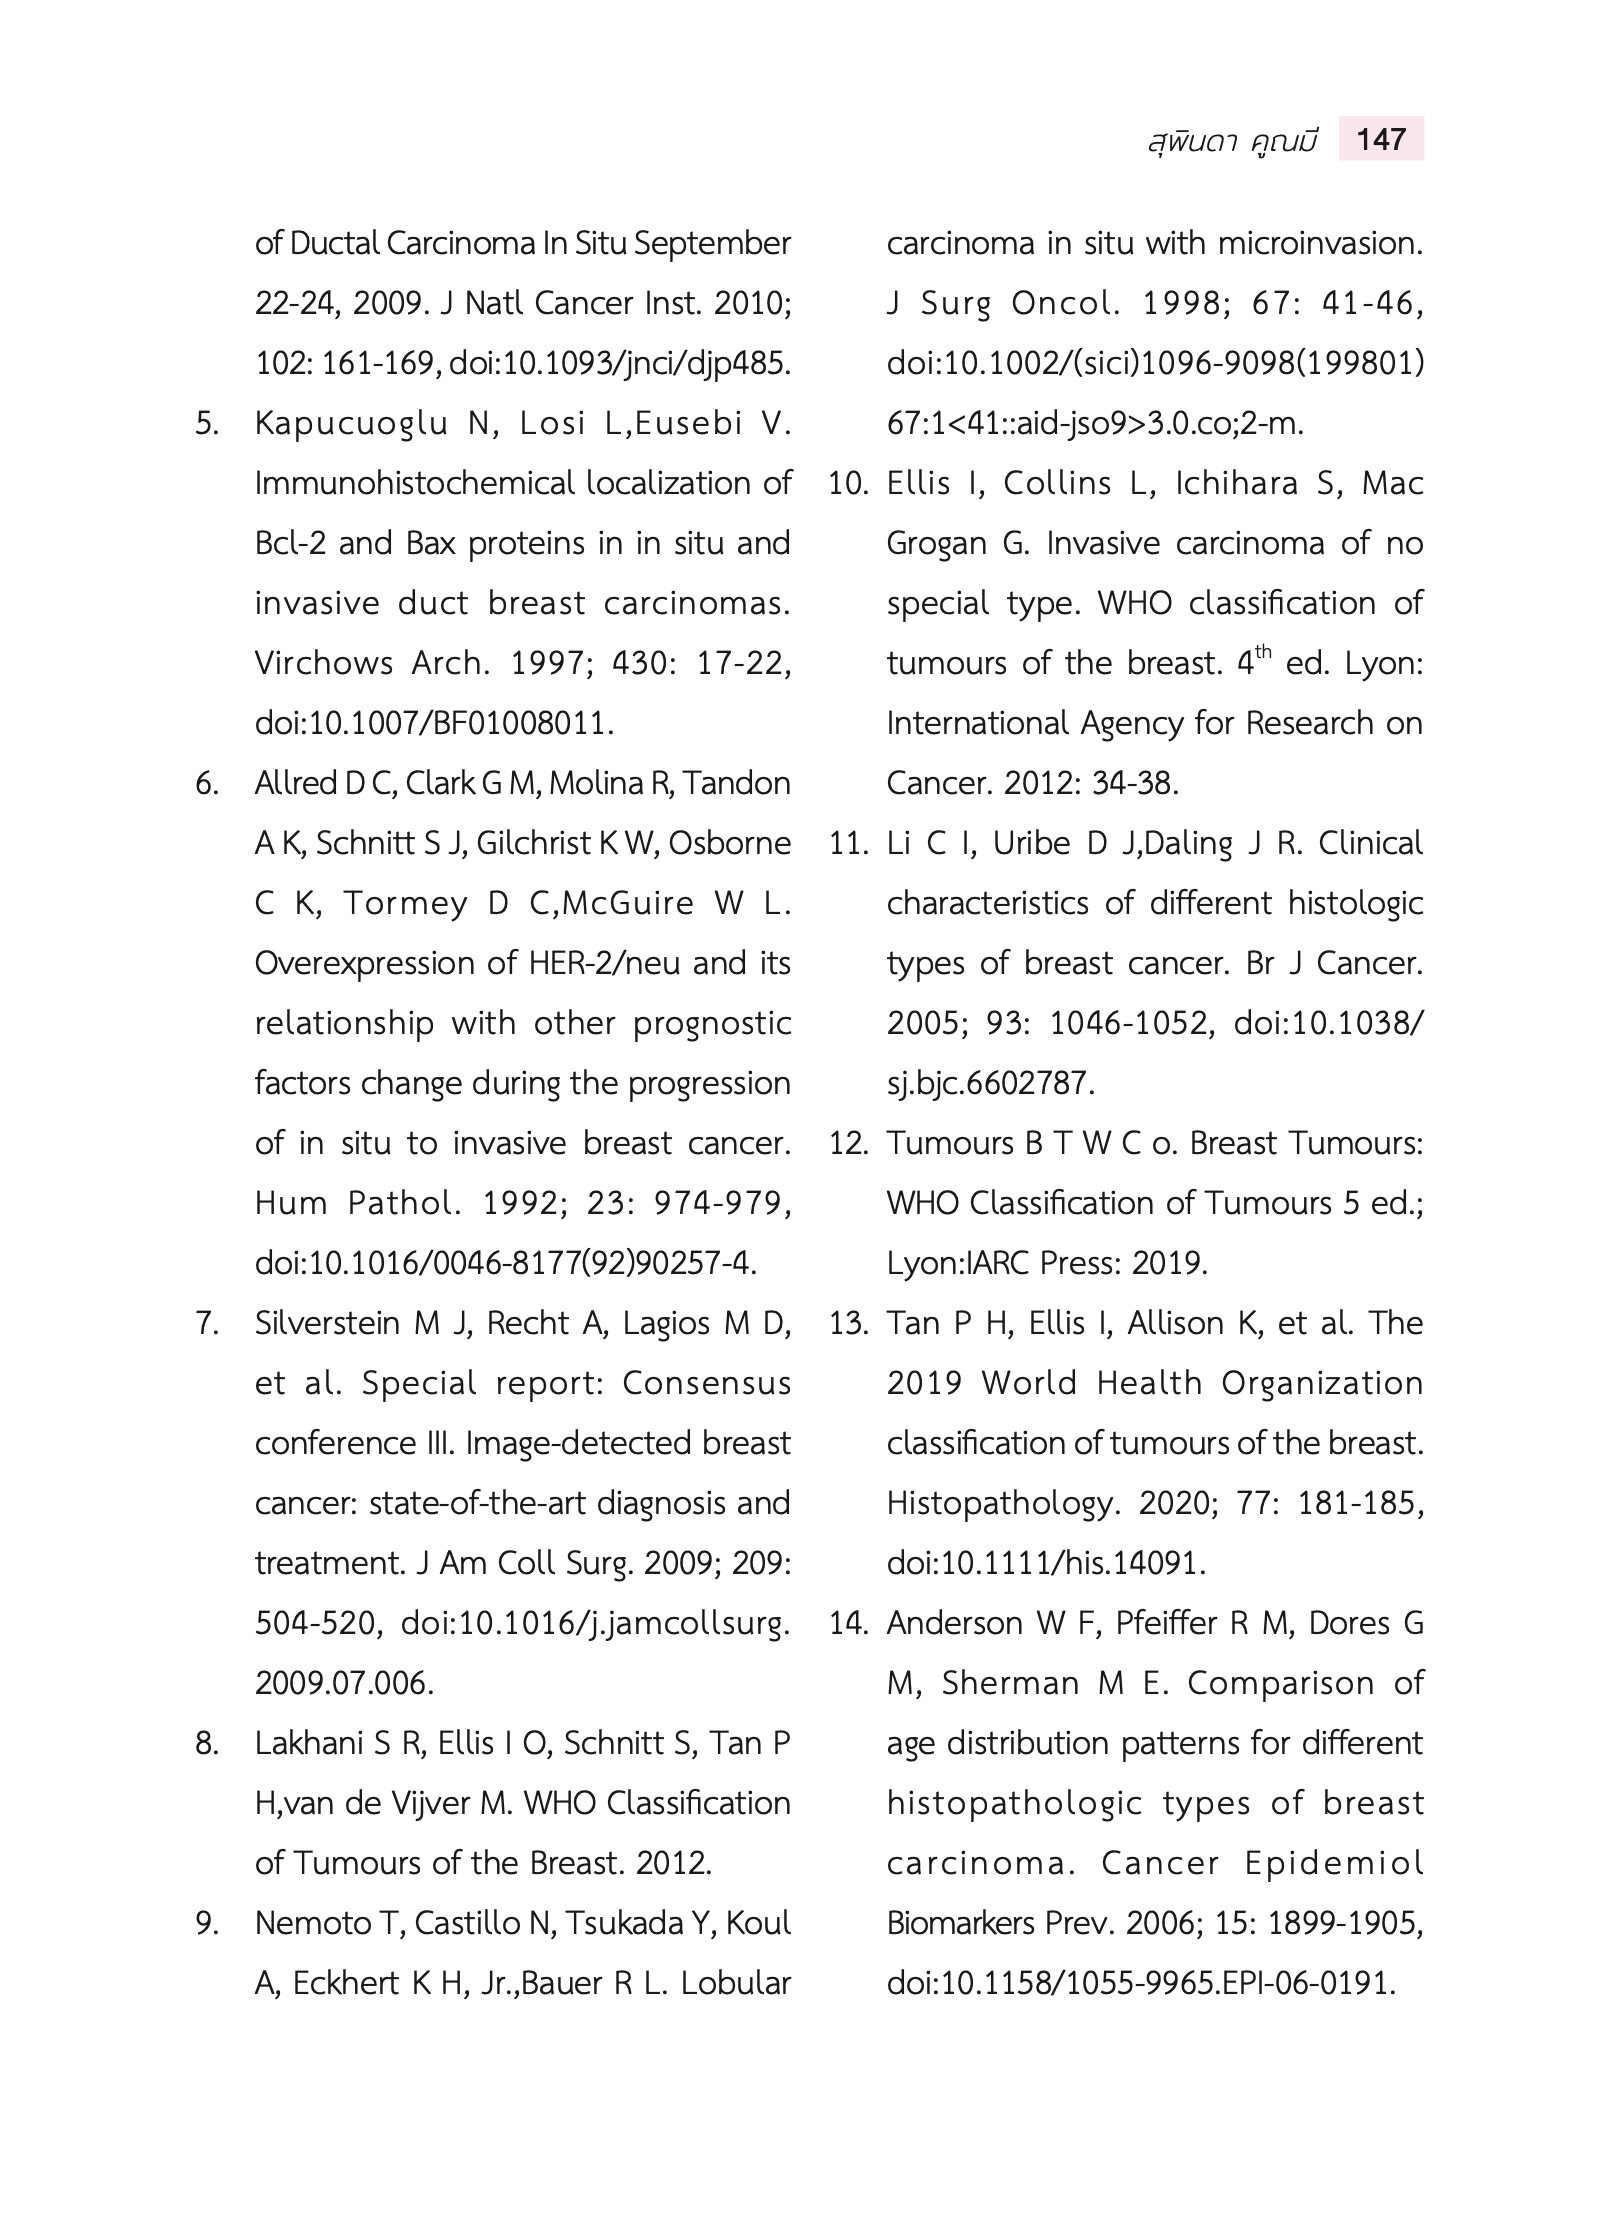 สุพินดา คูณมี 147
of Ductal Carcinoma In Situ September
22-24, 2009. J Natl Cancer Inst. 2010;
102: 161-169, doi:10.1093/jnci/djp485.
5. Kapucuoglu N, Losi L,Eusebi V.
Immunohistochemical localization of
Bcl-2 and Bax proteins in in situ and
invasive duct breast carcinomas.
Virchows Arch. 1997; 430: 17-22,
doi:10.1007/BF01008011.
6. Allred D C, Clark G M, Molina R, Tandon
A K, Schnitt S J, Gilchrist K W, Osborne
C K, Tormey D C,McGuire W L.
Overexpression of HER-2/neu and its
relationship with other prognostic
factors change during the progression
of in situ to invasive breast cancer.
Hum Pathol. 1992; 23: 974-979,
doi:10.1016/0046-8177(92)90257-4.
7. Silverstein M J, Recht A, Lagios M D,
et al. Special report: Consensus
conference III. Image-detected breast
cancer: state-of-the-art diagnosis and
treatment. J Am Coll Surg. 2009; 209:
504-520, doi:10.1016/j.jamcollsurg.
2009.07.006.
8. Lakhani S R, Ellis I O, Schnitt S, Tan P
H,van de Vijver M. WHO Classification
of Tumours of the Breast. 2012.
9. Nemoto T, Castillo N, Tsukada Y, Koul
A, Eckhert K H, Jr.,Bauer R L. Lobular
carcinoma in situ with microinvasion.
J Surg Oncol. 1998; 67: 41-46,
doi:10.1002/(sici)1096-9098(199801)
67:1<41::aid-jso9>3.0.co;2-m.
10. Ellis I, Collins L, Ichihara S, Mac
Grogan G. Invasive carcinoma of no
special type. WHO classification of
tumours of the breast. 4th ed. Lyon:
International Agency for Research on
Cancer. 2012: 34-38.
11. Li C I, Uribe D J,Daling J R. Clinical
characteristics of different histologic
types of breast cancer. Br J Cancer.
2005; 93: 1046-1052, doi:10.1038/
sj.bjc.6602787.
12. Tumours B T W C o. Breast Tumours:
WHO Classification of Tumours 5 ed.;
Lyon:IARC Press: 2019.
13. Tan P H, Ellis I, Allison K, et al. The
2019 World Health Organization
classification of tumours of the breast.
Histopathology. 2020; 77: 181-185,
doi:10.1111/his.14091.
14. Anderson W F, Pfeiffer R M, Dores G
M, Sherman M E. Comparison of
age distribution patterns for different
histopathologic types of breast
carcinoma. Cancer Epidemiol
Biomarkers Prev. 2006; 15: 1899-1905,
doi:10.1158/1055-9965.EPI-06-0191.